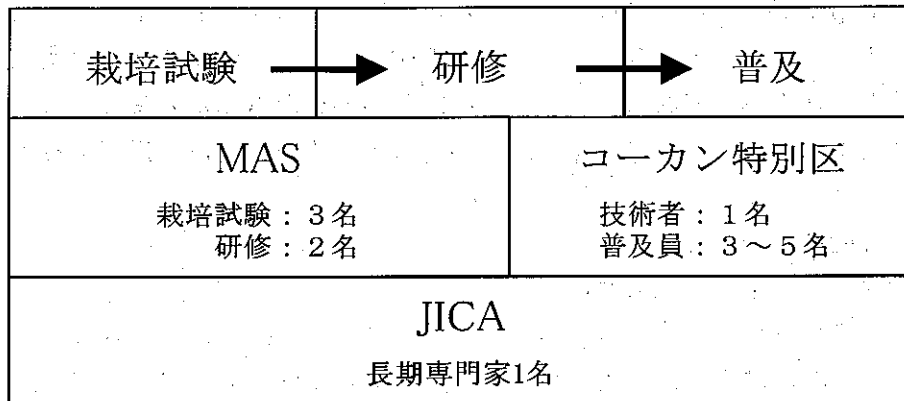 栽培試験 → 研修 → 普及
MAS
栽培試験：３名
研修：２名
コーカン特別区
技術者：１名
普及員：３～５名
JICA
長期専門家1名